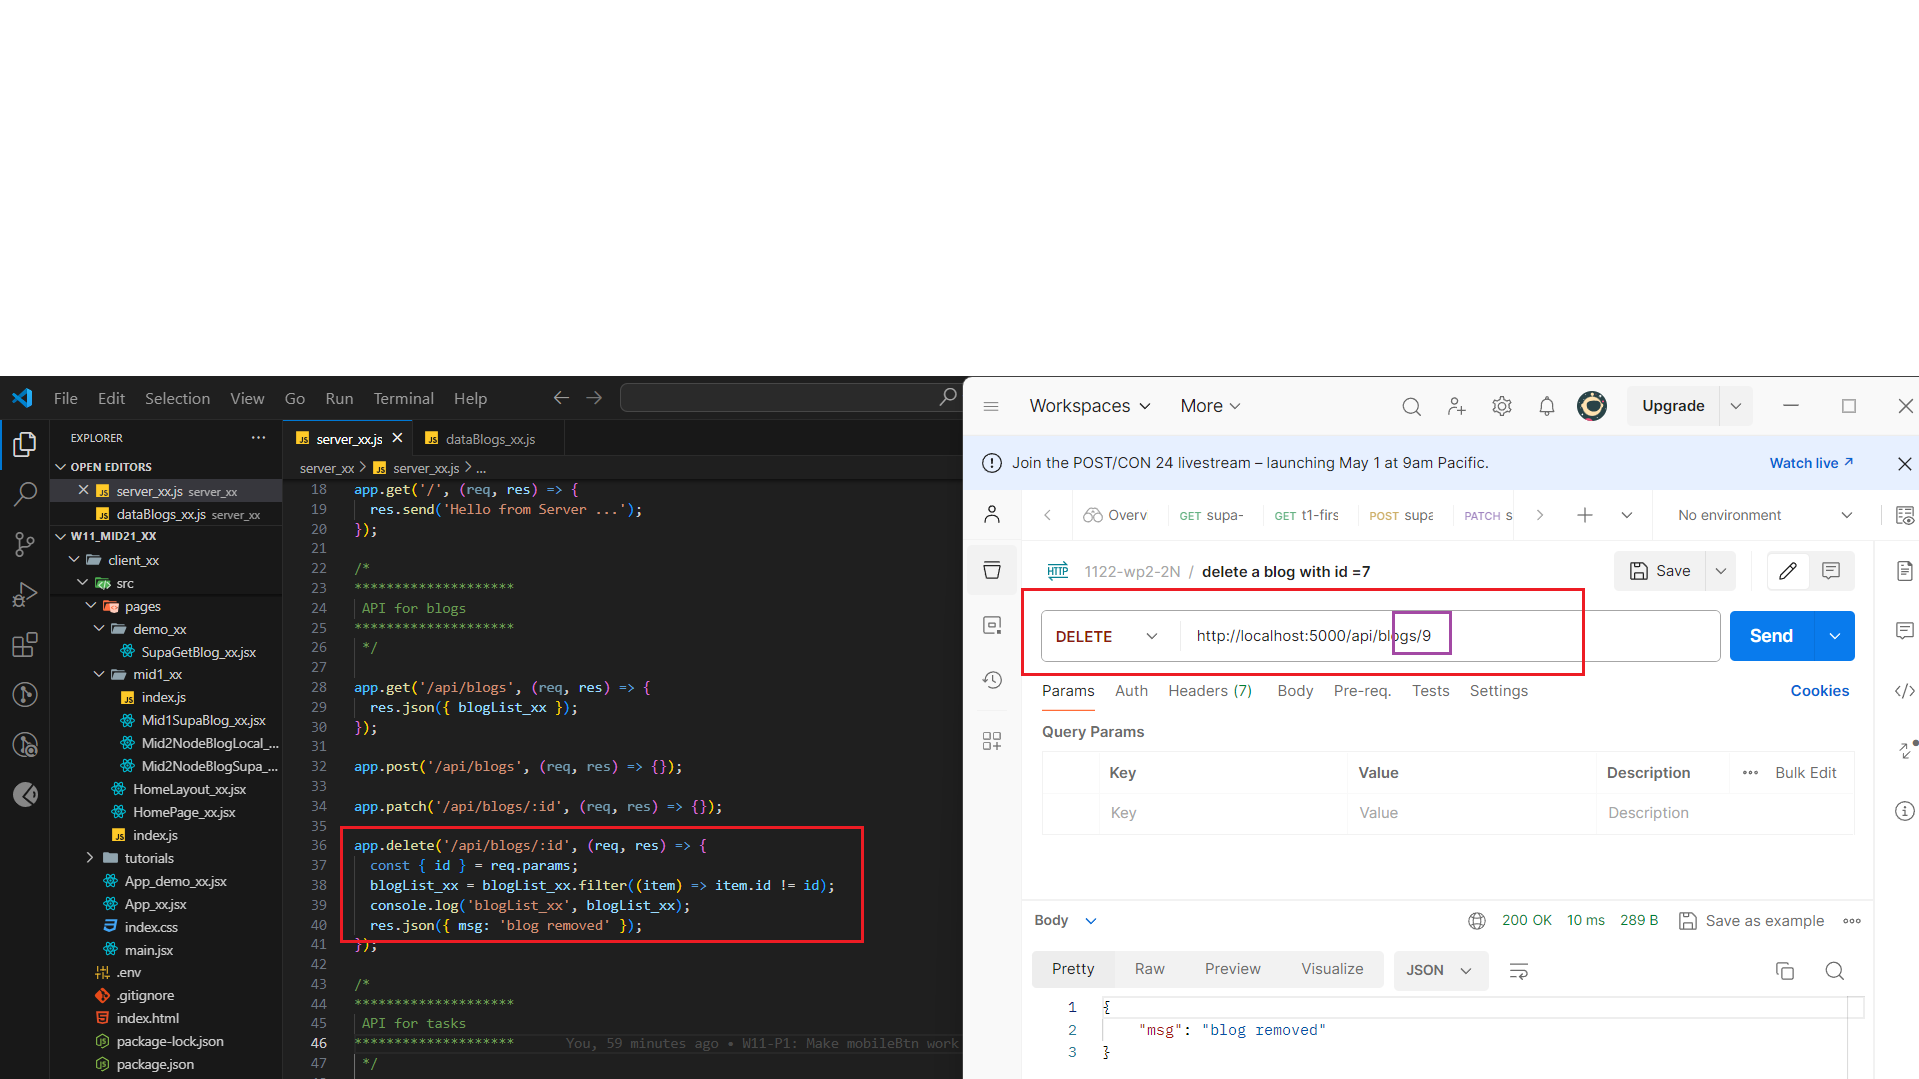 File Edit Selection View Go Run Terminal Help
EXPLORER
OPEN EDITORS
server_xx.js server_xx
dataBlogs_xx.js server_xx
W11_MID21_XX
client_xx
src
pages
demo_xx
SupaGetBlog_xx.jsx
mid1_xx
index.js
Mid1SupaBlog_xx.jsx
Mid2NodeBlogLocal_...
Mid2NodeBlogSupa_...
HomeLayout_xx.jsx
HomePage_xx.jsx
index.js
tutorials
App_demo_xx.jsx
App_xx.jsx
index.css
main.jsx
.env
.gitignore
index.html
package-lock.json
package.json
server_xx.js dataBlogs_xx.js
server_xx > server_xx.js > ...
18 app.get('/', (req, res) => {
19 res.send('Hello from Server ...');
20 });
21
22 /*
23 ********************
24 API for blogs
25 ********************
26 */
27
28 app.get('/api/blogs', (req, res) => {
29 res.json({ blogList_xx });
30 });
31
32 app.post('/api/blogs', (req, res) => {});
33
34 app.patch('/api/blogs/:id', (req, res) => {});
35
36 app.delete('/api/blogs/:id', (req, res) => {
37 const { id } = req.params;
38 blogList_xx = blogList_xx.filter((item) => item.id != id);
39 console.log('blogList_xx', blogList_xx);
40 res.json({ msg: 'blog removed' });
41 });
42
43 /*
44 ********************
45 API for tasks
46 ******************** You, 59 minutes ago • W11-P1: Make mobileBtn work
47 */
Workspaces More Upgrade
Join the POST/CON 24 livestream – launching May 1 at 9am Pacific. Watch live ↗
Overv GET supa- GET t1-firs POST supa PATCH s No environment
HTTP 1122-wp2-2N / delete a blog with id =7 Save
DELETE http://localhost:5000/api/blogs/9 Send
Params Auth Headers (7) Body Pre-req. Tests Settings Cookies
Query Params
Key Value Description Bulk Edit
Key Value Description
Body 200 OK 10 ms 289 B Save as example
Pretty Raw Preview Visualize JSON
1 {
2 "msg": "blog removed"
3 }